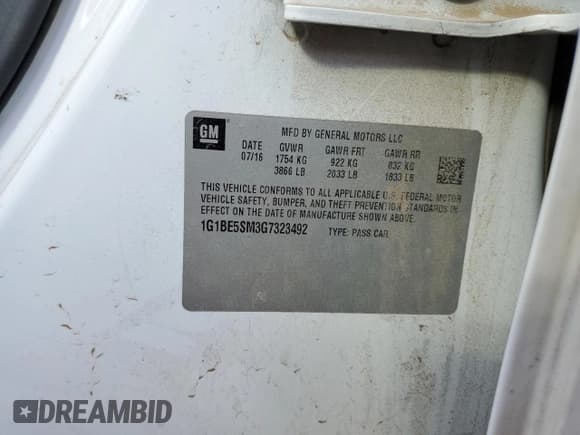 GM
MFD BY GENERAL MOTORS LLC
DATE GVWR GAWR FRT GAWR RR
07/16 1754 KG 922 KG 832 KG
3866 LB 2033 LB 1833 LB
THIS VEHICLE CONFORMS TO ALL APPLICABLE U.S. FEDERAL MOTOR
VEHICLE SAFETY, BUMPER, AND THEFT PREVENTION STANDARDS IN
EFFECT ON THE DATE OF MANUFACTURE SHOWN ABOVE.
1G1BE5SM3G7323492 TYPE: PASS CAR
DREAMBID